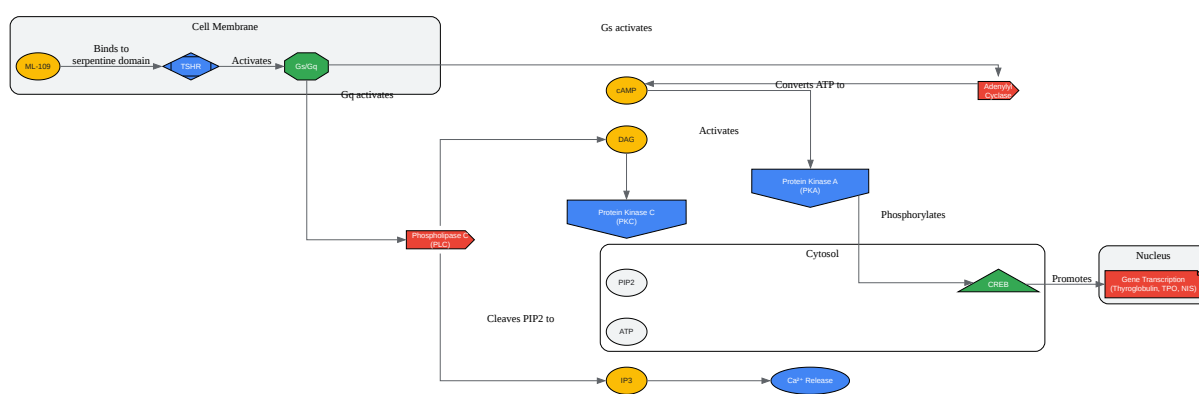 Cell Membrane
Gs activates
Binds to
serpentine domain
ML-109
TSHR
Activates
Gs/Gq
Gq activates
cAMP
Converts ATP to
Adenylyl
Cyclase
DAG
Activates
Protein Kinase A
(PKA)
Protein Kinase C
(PKC)
Phosphorylates
Phospholipase C
(PLC)
Cytosol
Nucleus
PIP2
CREB
Promotes
Gene Transcription
(Thyroglobulin, TPO, NIS)
Cleaves PIP2 to
ATP
IP3
Ca²⁺ Release